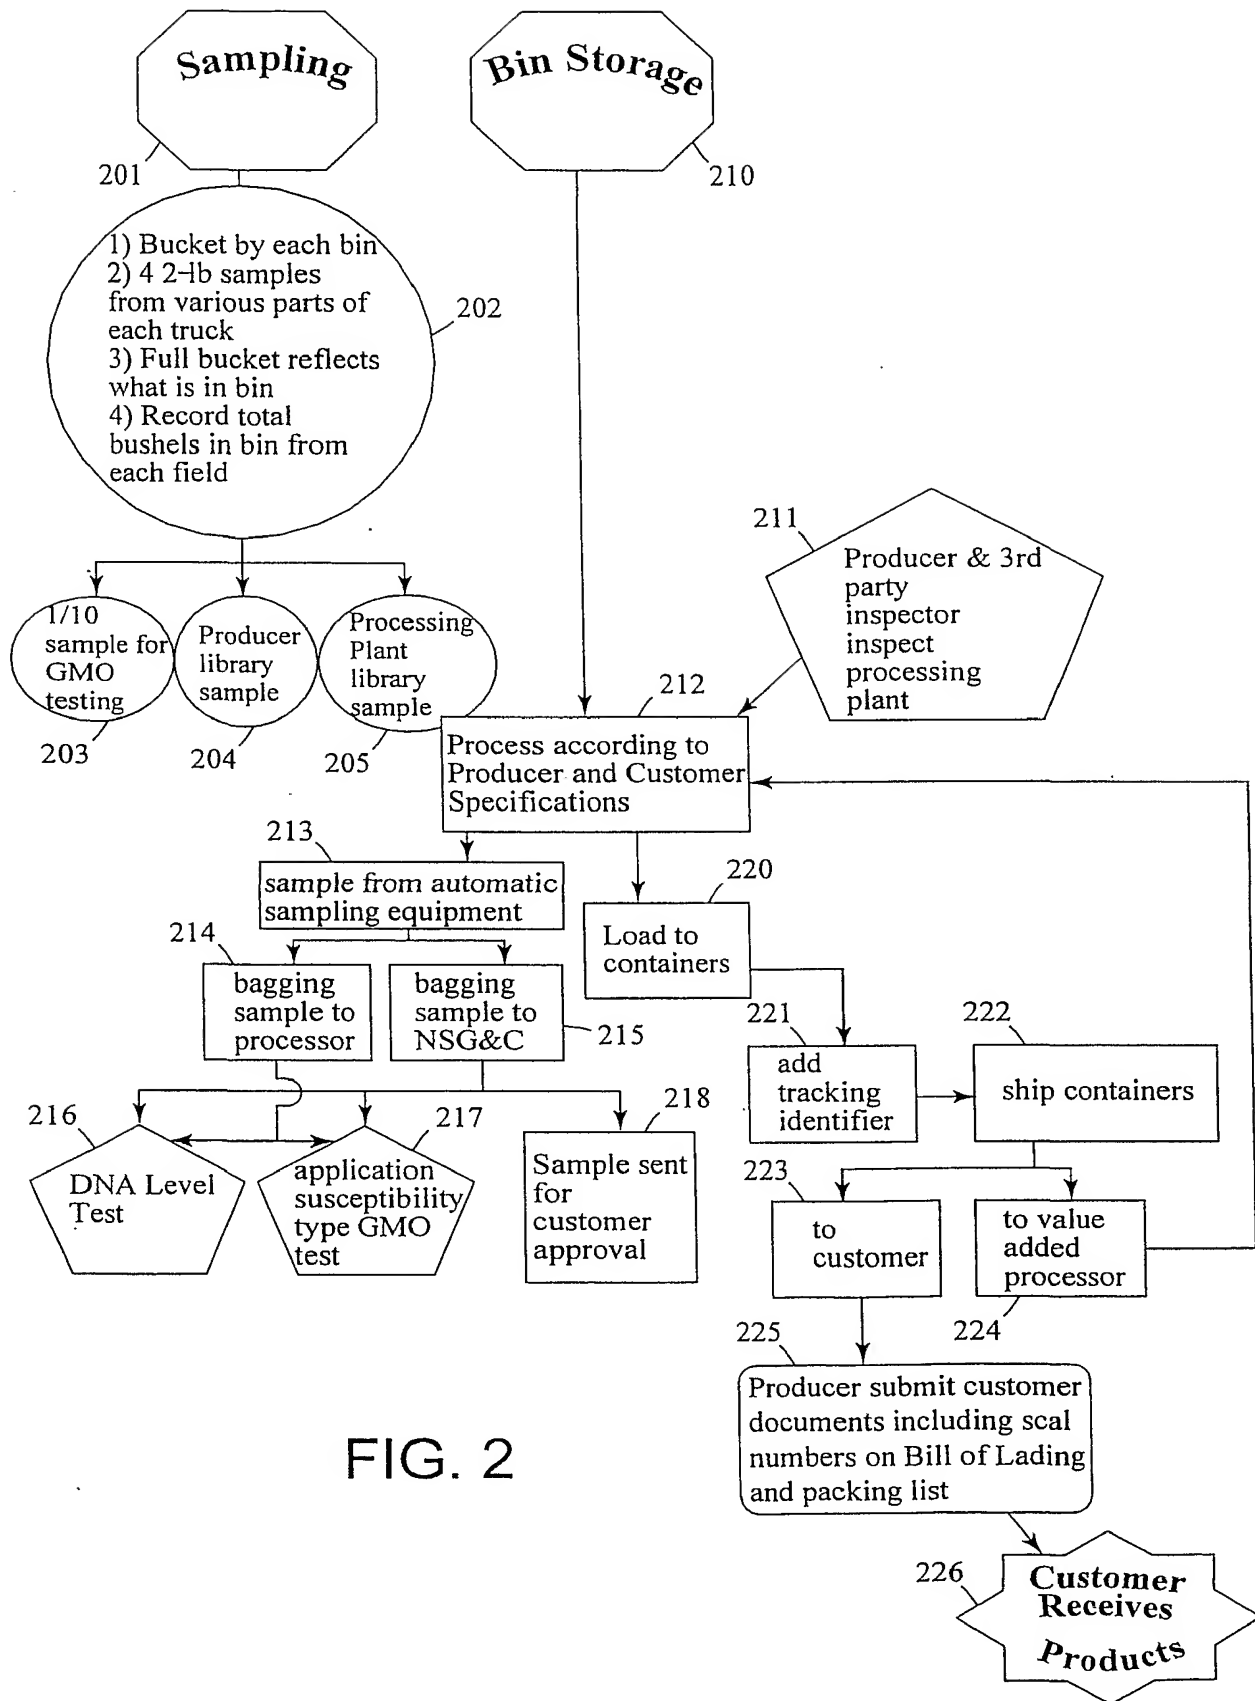 Sampling
Bin Storage
201
210
1) Bucket by each bin
2) 4 2-lb samples
from various parts of
each truck
3) Full bucket reflects
what is in bin
4) Record total
bushels in bin from
each field
202
211
Producer & 3rd
party
inspector
inspect
processing
plant
1/10
sample for
GMO
testing
203
Producer
library
sample
204
Processing
Plant
library
sample
205
212
Process according to
Producer and Customer
Specifications
213
sample from automatic
sampling equipment
220
Load to
containers
214
bagging
sample to
processor
bagging
sample to
NSG&C
215
221
add
tracking
identifier
222
ship containers
216
DNA Level
Test
217
application
susceptibility
type GMO
test
218
Sample sent
for
customer
approval
223
to
customer
to value
added
processor
224
225
Producer submit customer
documents including scal
numbers on Bill of Lading
and packing list
FIG. 2
226
Customer
Receives
Products